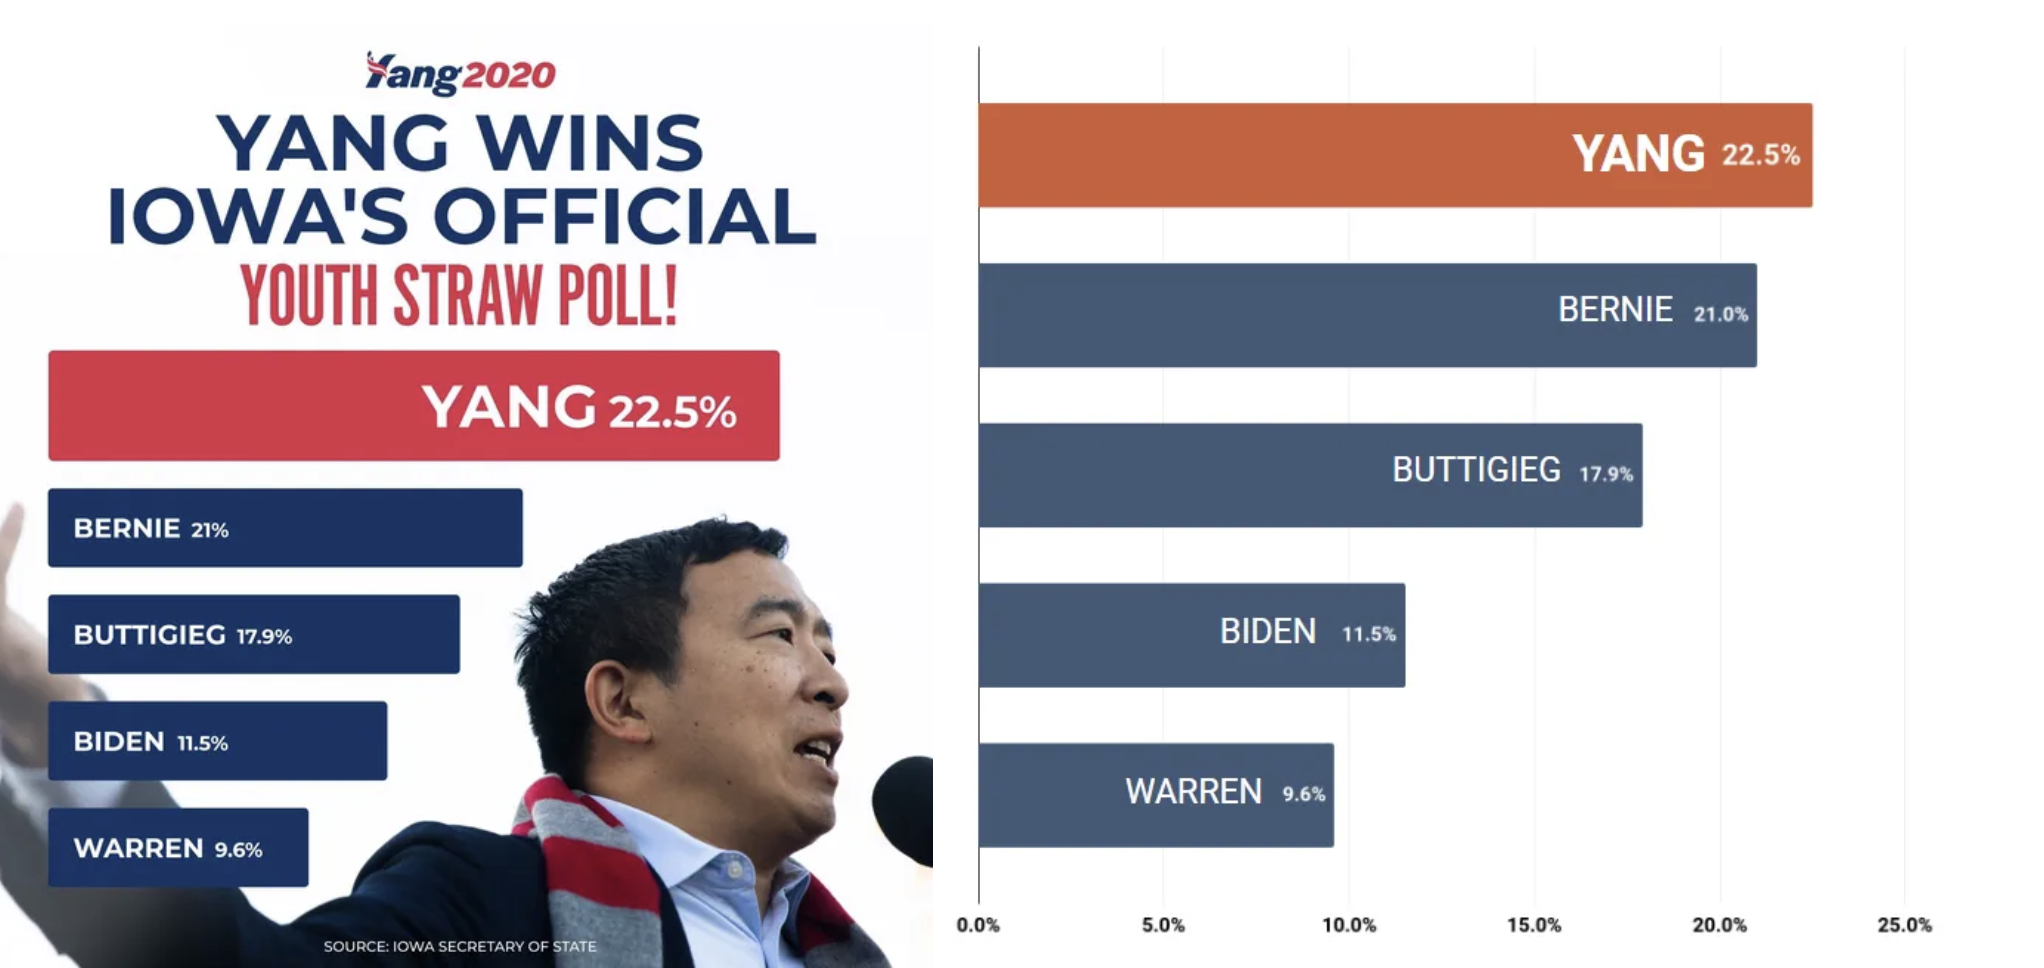 Yang2020
YANG WINS
IOWA'S OFFICIAL
YOUTH STRAW POLL!
YANG 22.5%
BERNIE 21%
BUTTIGIEG 17.9%
BIDEN 11.5%
WARREN 9.6%
SOURCE: IOWA SECRETARY OF STATE
YANG 22.5%
BERNIE 21.0%
BUTTIGIEG 17.9%
BIDEN 11.5%
WARREN 9.6%
0.0% 5.0% 10.0% 15.0% 20.0% 25.0%